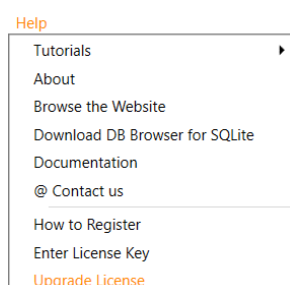 Help
Tutorials
About
Browse the Website
Download DB Browser for SQLite
Documentation
@ Contact us
How to Register
Enter License Key
Upgrade License